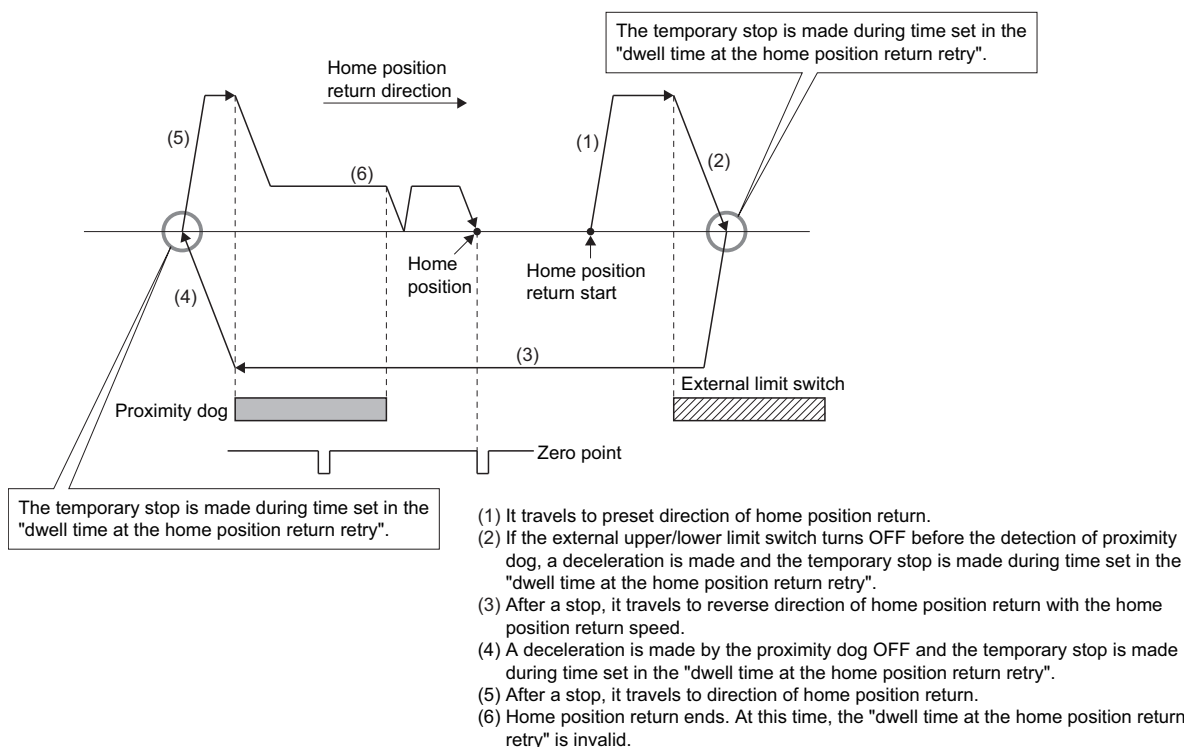 The temporary stop is made during time set in the
"dwell time at the home position return retry".
Home position
return direction
(5)
(1)
(2)
(6)
Home
position
Home position
return start
(4)
(3)
External limit switch
Proximity dog
Zero point
The temporary stop is made during time set in the
"dwell time at the home position return retry".
(1) It travels to preset direction of home position return.
(2) If the external upper/lower limit switch turns OFF before the detection of proximity
dog, a deceleration is made and the temporary stop is made during time set in the
"dwell time at the home position return retry".
(3) After a stop, it travels to reverse direction of home position return with the home
position return speed.
(4) A deceleration is made by the proximity dog OFF and the temporary stop is made
during time set in the "dwell time at the home position return retry".
(5) After a stop, it travels to direction of home position return.
(6) Home position return ends. At this time, the "dwell time at the home position return
retry" is invalid.